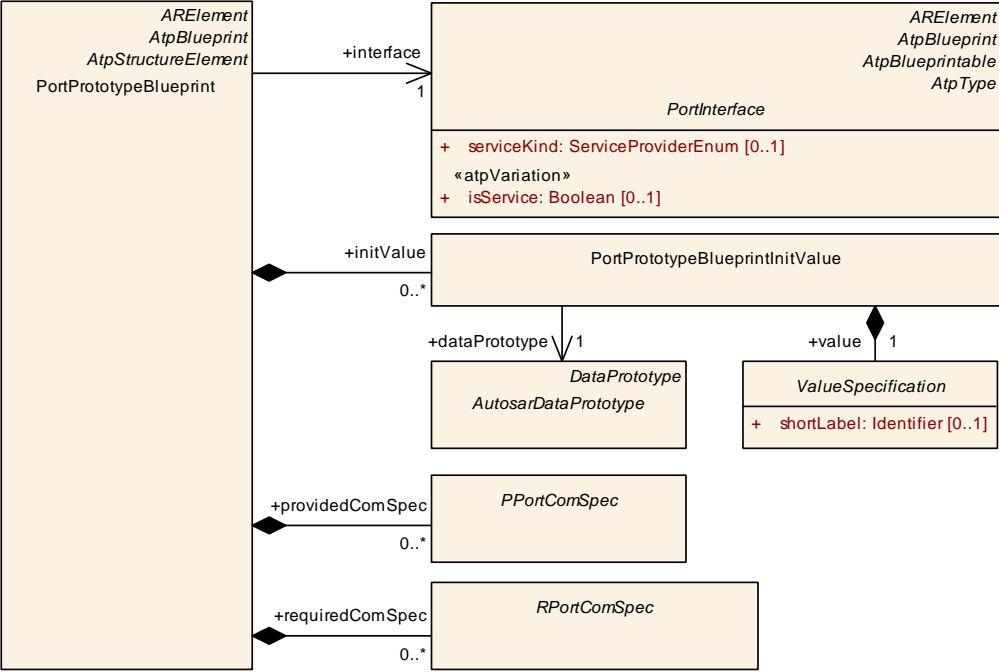 ARElement
AtpBlueprint
AtpStructureElement
PortPrototypeBlueprint
+interface
1
ARElement
AtpBlueprint
AtpBlueprintable
AtpType
PortInterface
+ serviceKind: ServiceProviderEnum [0..1]
«atpVariation»
+ isService: Boolean [0..1]
+initValue
0..*
PortPrototypeBlueprintInitValue
+dataPrototype 1
+value 1
DataPrototype
AutosarDataPrototype
ValueSpecification
+ shortLabel: Identifier [0..1]
+providedComSpec
0..*
PPortComSpec
+requiredComSpec
0..*
RPortComSpec